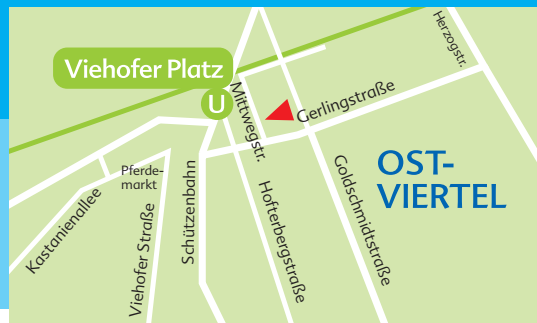 Herzogstr.
Viehofer Platz
U
Mittwegstr.
Gerlingstraße
Pferde-
markt
OST-
VIERTEL
Kastanienallee
Viehofer Straße
Schützenbahn
Hofterbergstraße
Goldschmidtstraße